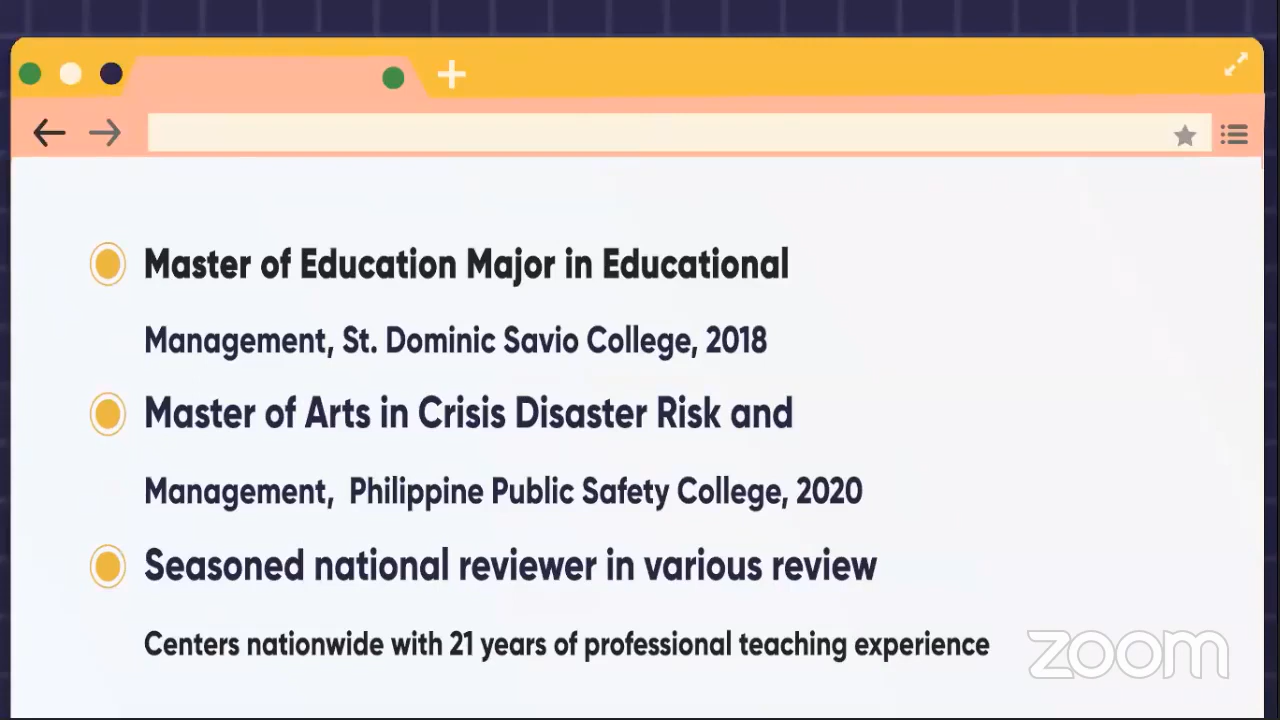 Master of Education Major in Educational
Management, St. Dominic Savio College, 2018
Master of Arts in Crisis Disaster Risk and
Management, Philippine Public Safety College, 2020
Seasoned national reviewer in various review
Centers nationwide with 21 years of professional teaching experience
zoom